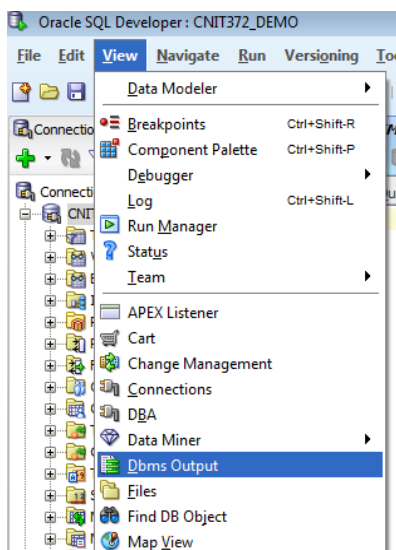 Oracle SQL Developer : CNIT372_DEMO
File Edit View Navigate Run Versioning
Data Modeler
Connectio
Breakpoints Ctrl+Shift-R
Component Palette Ctrl+Shift-P
Debugger
Connecti
Log Ctrl+Shift-L
CNI
Run Manager
Status
Team
APEX Listener
Cart
Change Management
Connections
DBA
Data Miner
Dbms Output
Files
Find DB Object
Map View